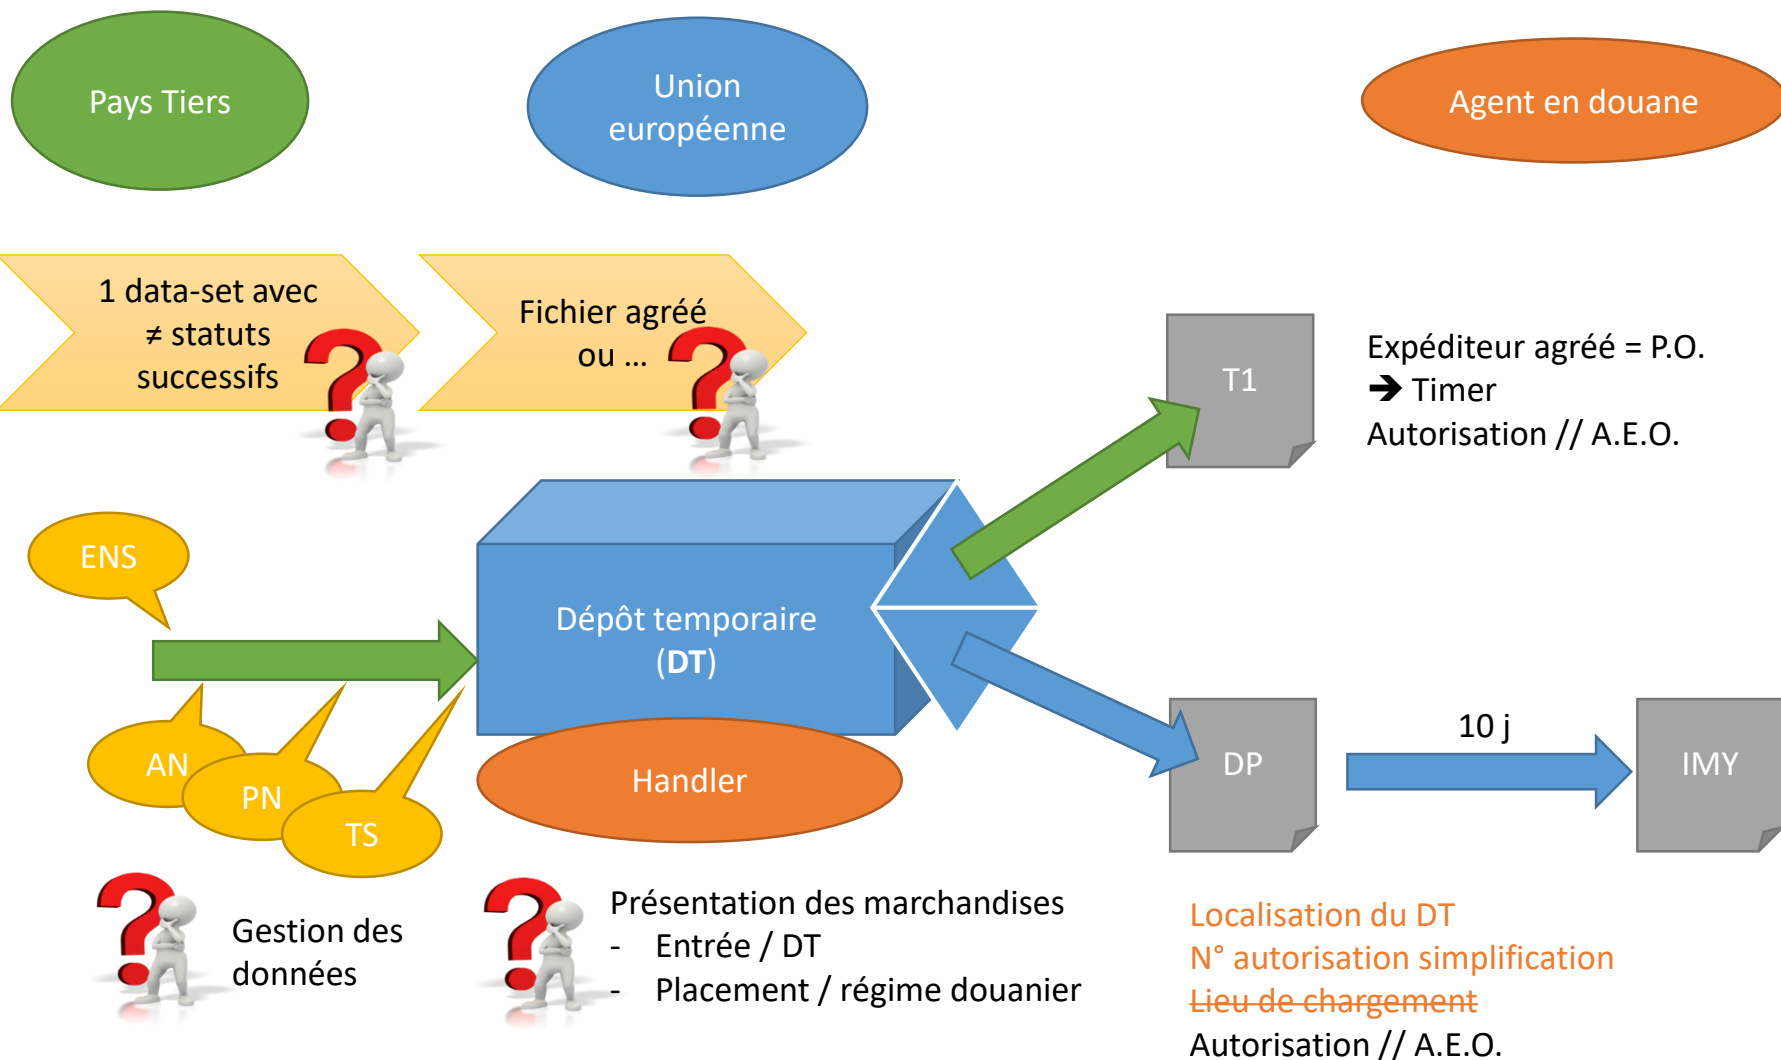 Pays Tiers
Union
européenne
Agent en douane
1 data-set avec
≠ statuts
successifs
Fichier agréé
ou ...
T1
Expéditeur agréé = P.O.
➔ Timer
Autorisation // A.E.O.
ENS
Dépôt temporaire
(DT)
AN
PN
TS
Handler
DP
10 j
IMY
Gestion des
données
Présentation des marchandises
- Entrée / DT
- Placement / régime douanier
Localisation du DT
N° autorisation simplification
Lieu de chargement
Autorisation // A.E.O.